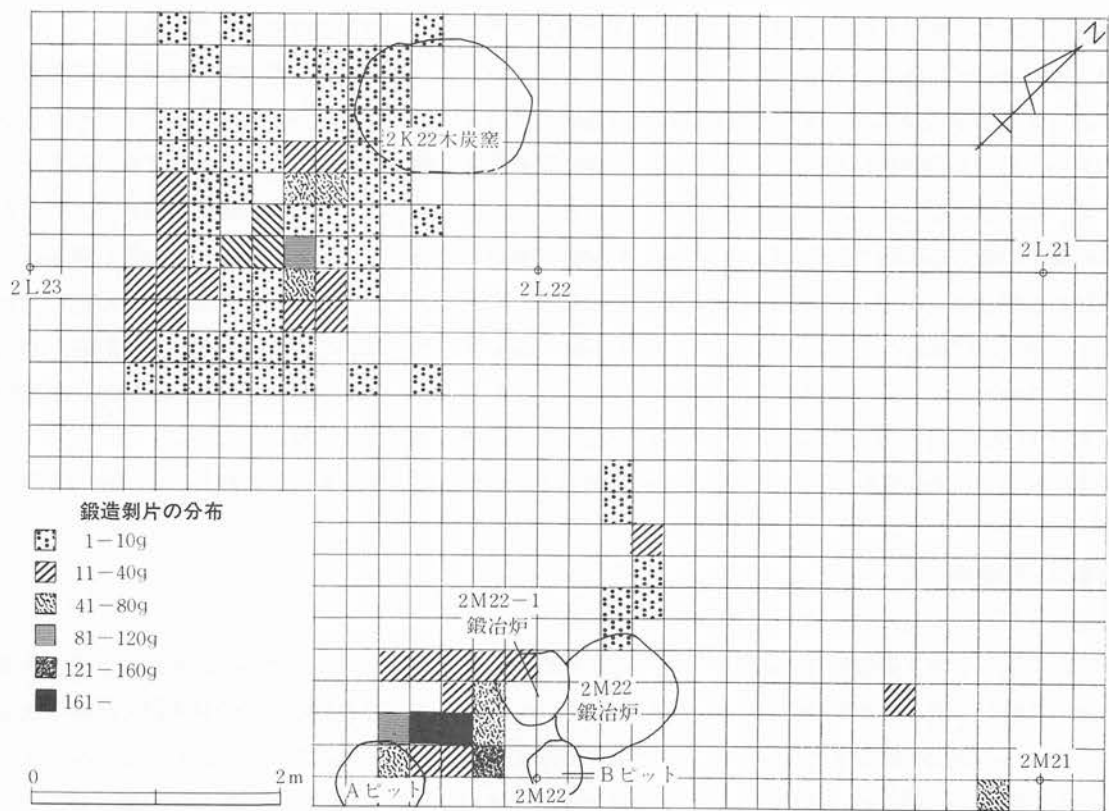 N
2K22木炭窯
2L23
2L22
2L21
鍛造剝片の分布
1-10g
11-40g
41-80g
81-120g
121-160g
161-
0 2m
2M22-1
鍛冶炉
2M22
鍛冶炉
Aピット
Bピット
2M22
2M21